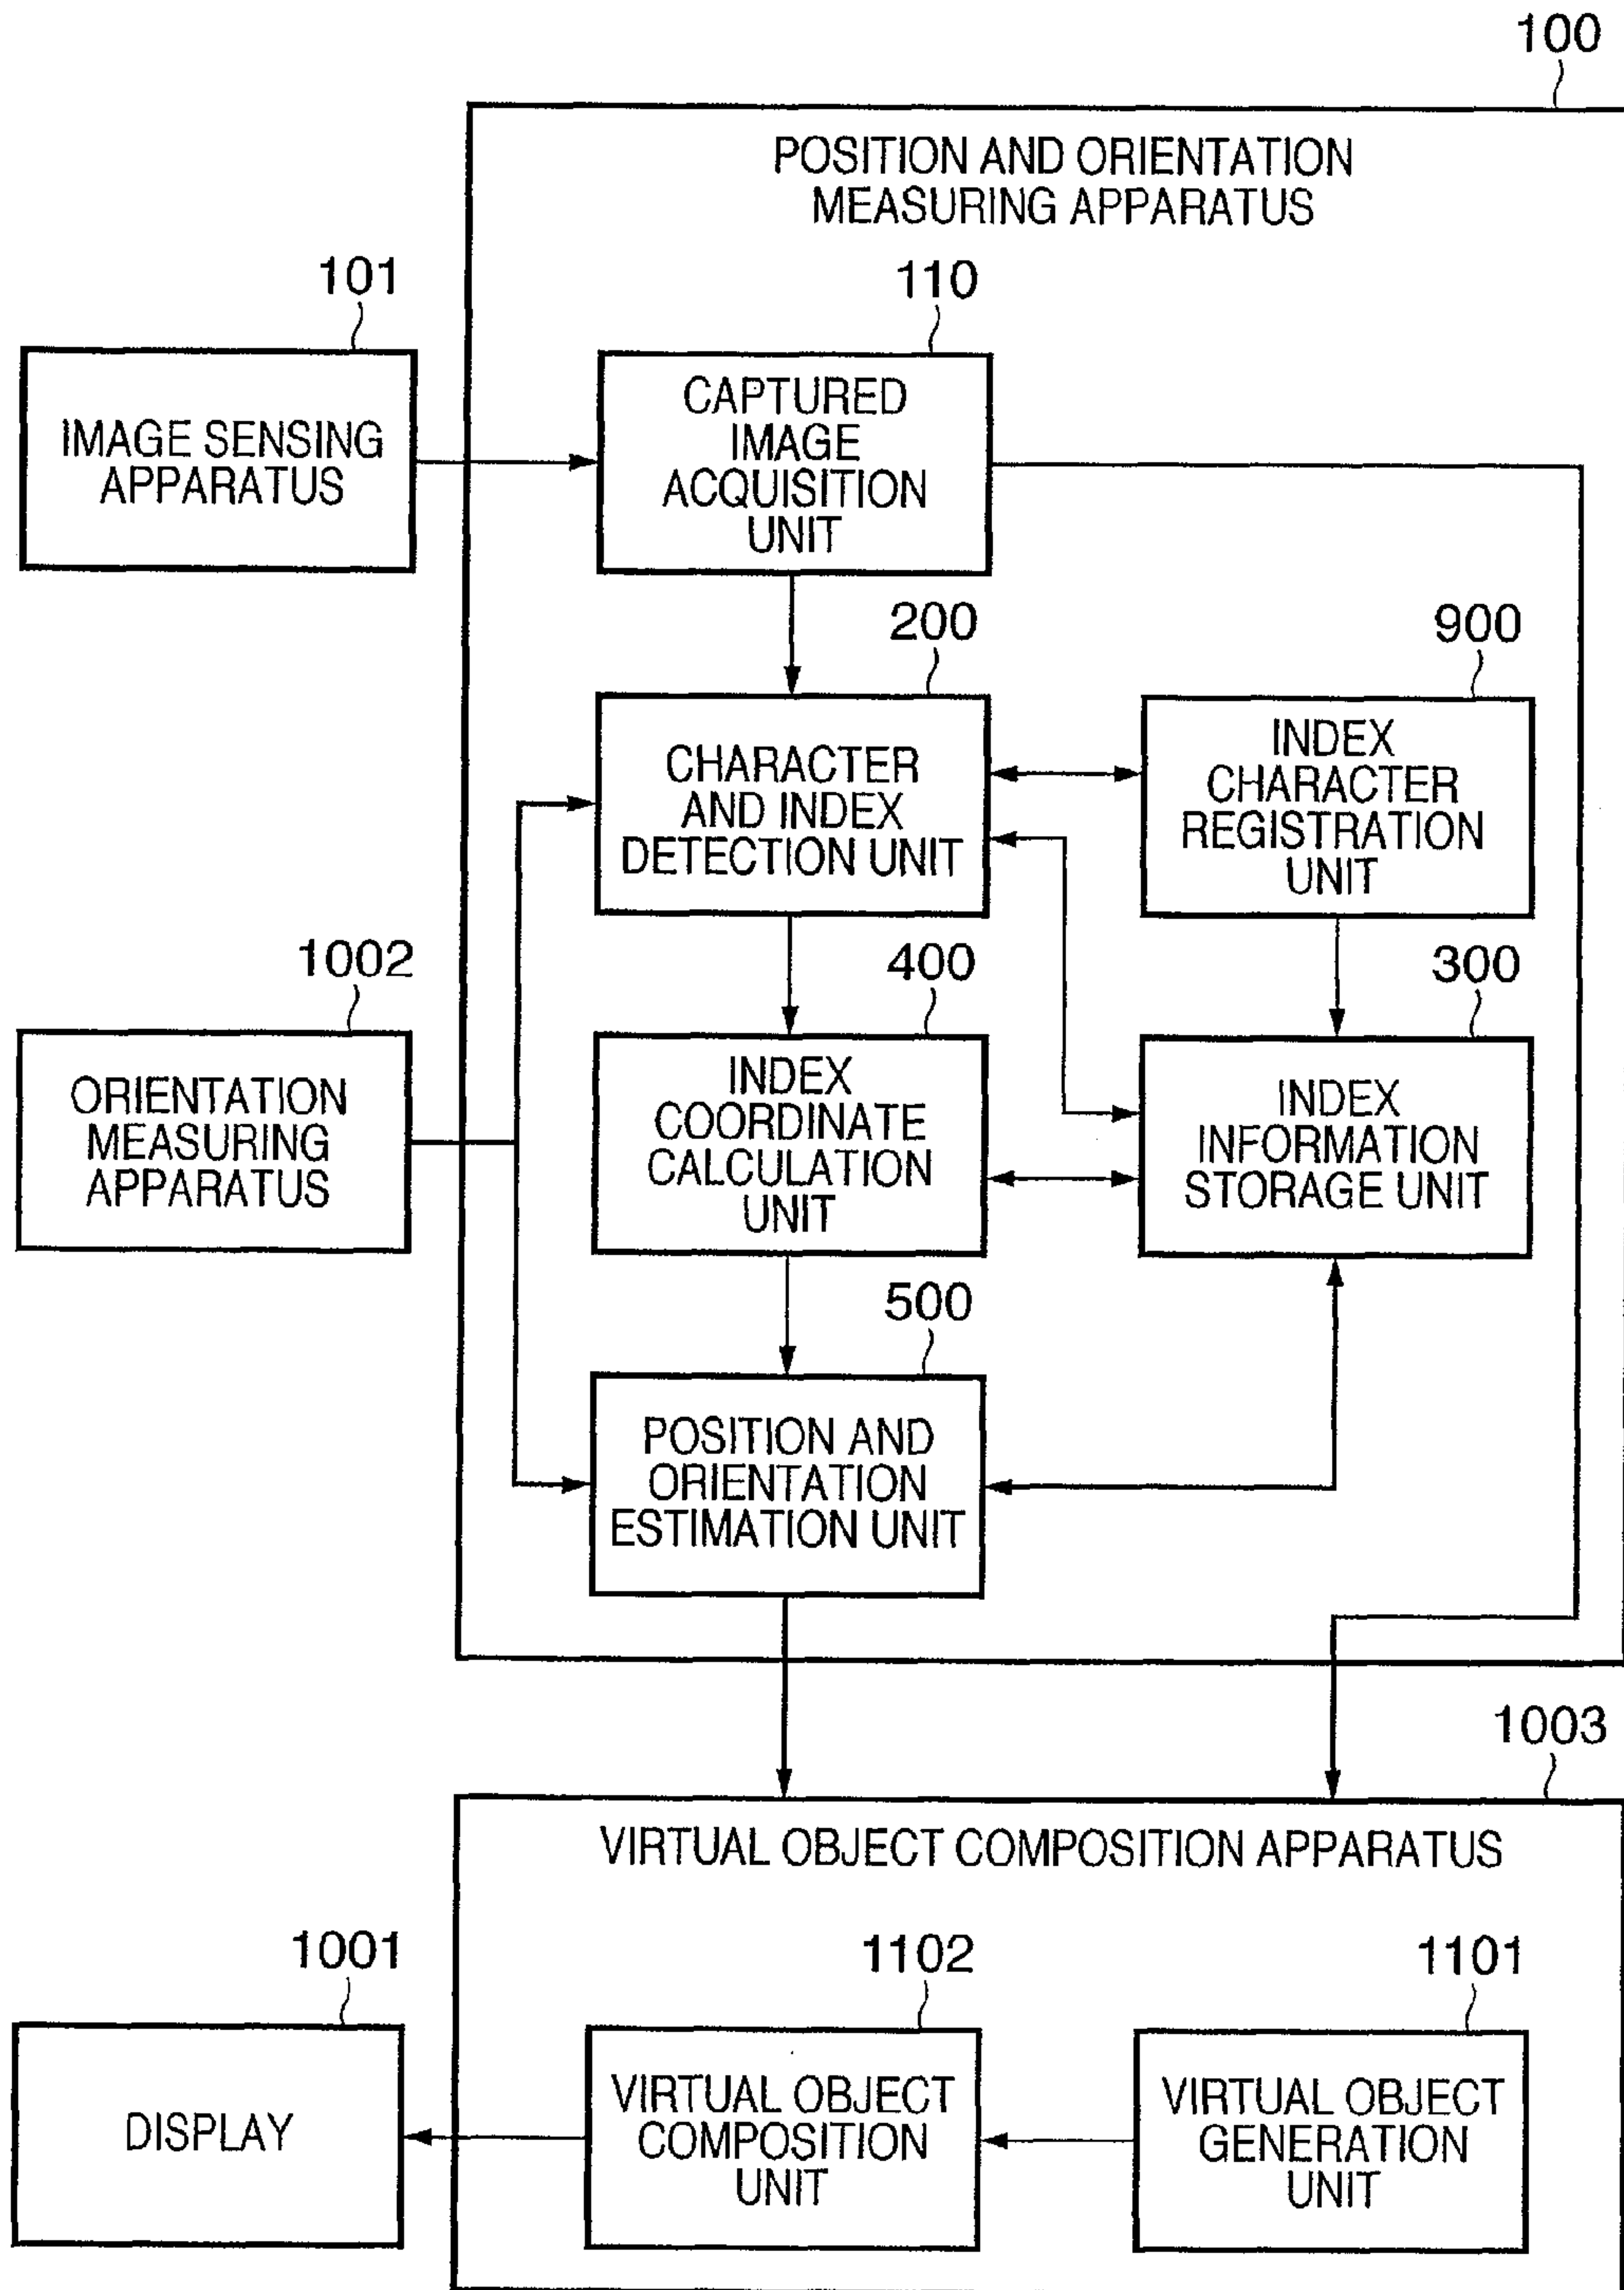 100
POSITION AND ORIENTATION
MEASURING APPARATUS
101
IMAGE SENSING
APPARATUS
110
CAPTURED
IMAGE
ACQUISITION
UNIT
200
CHARACTER
AND INDEX
DETECTION UNIT
900
INDEX
CHARACTER
REGISTRATION
UNIT
1002
ORIENTATION
MEASURING
APPARATUS
400
INDEX
COORDINATE
CALCULATION
UNIT
300
INDEX
INFORMATION
STORAGE UNIT
500
POSITION AND
ORIENTATION
ESTIMATION UNIT
1003
VIRTUAL OBJECT COMPOSITION APPARATUS
1001
DISPLAY
1102
VIRTUAL OBJECT
COMPOSITION
UNIT
1101
VIRTUAL OBJECT
GENERATION
UNIT